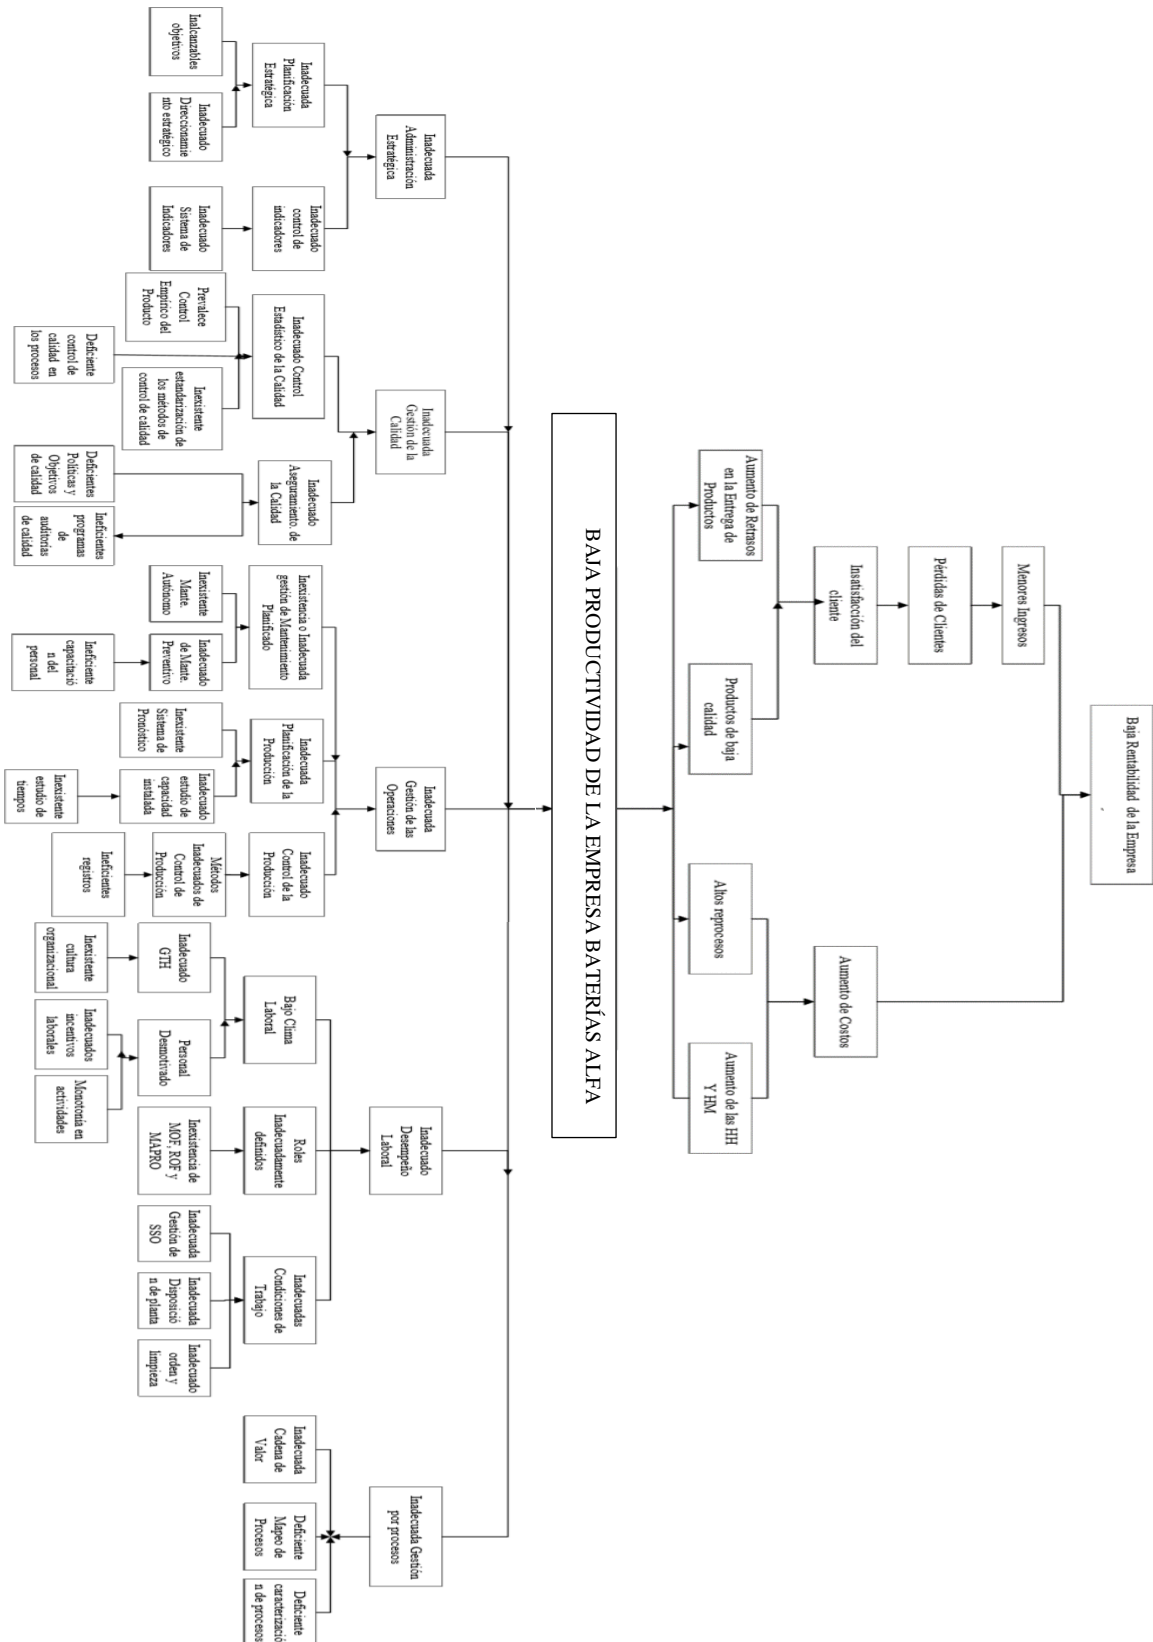 Baja Rentabilidad de la Empresa
Menores Ingresos
Pérdidas de Clientes
Insatisfacción del
cliente
Aumento de Costos
Aumento de Retrasos
en la Entrega de
Productos
Productos de baja
calidad
Altos reprocesos
Aumento de las HH
Y HM
BAJA PRODUCTIVIDAD DE LA EMPRESA BATERÍAS ALFA
Inadecuada
Administración
Estratégica
Inadecuada
Gestión de la
Calidad
Inadecuada
Gestión de las
Operaciones
Inadecuado
Desempeño
Laboral
Inadecuada Gestión
por procesos
Inadecuada
Planificación
Estratégica
Inadecuado
control de
indicadores
Inadecuado Control
Estadístico de la Calidad
Inadecuado
Aseguramiento. de
la Calidad
Inexistencia o Inadecuada
gestión de Mantenimiento
Planificado
Inadecuada
Planificación de la
Producción
Inadecuado
Control de la
Producción
Bajo Clima
Laboral
Roles
Inadecuadamente
definidos
Inadecuadas
Condiciones de
Trabajo
Inadecuada
Cadena de
Valor
Deficiente
Mapeo de
Procesos
Deficiente
caracterizació
n de procesos
Inalcanzables
objetivos
Inadecuado
Direccionamie
nto estratégico
Inadecuado
Sistema de
Indicadores
Prevalece
Control
Empírico del
Producto
Inexistente
estandarización de
los métodos de
control de calidad
Inexistente
Mante.
Autónomo
Inadecuado
de Mante.
Preventivo
Inexistente
Sistema de
Pronóstico
Inadecuado
estudio de
capacidad
instalada
Métodos
Inadecuados de
Control de
Producción
Inadecuado
GTH
Personal
Desmotivado
Inexistencia de
MOF, ROF y
MAPRO
Inadecuada
Gestión de
SSO
Inadecuada
Disposició
n de planta
Inadecuado
orden y
limpieza
Deficiente
control de
calidad en
los procesos
Deficientes
Políticas y
Objetivos
de calidad
Ineficientes
programas
de
auditorias
de calidad
Ineficiente
capacitació
n del
personal
Inexistente
estudio de
tiempos
Ineficientes
registros
Inexistente
cultura
organizacional
Inadecuados
incentivos
laborales
Monotonía en
actividades